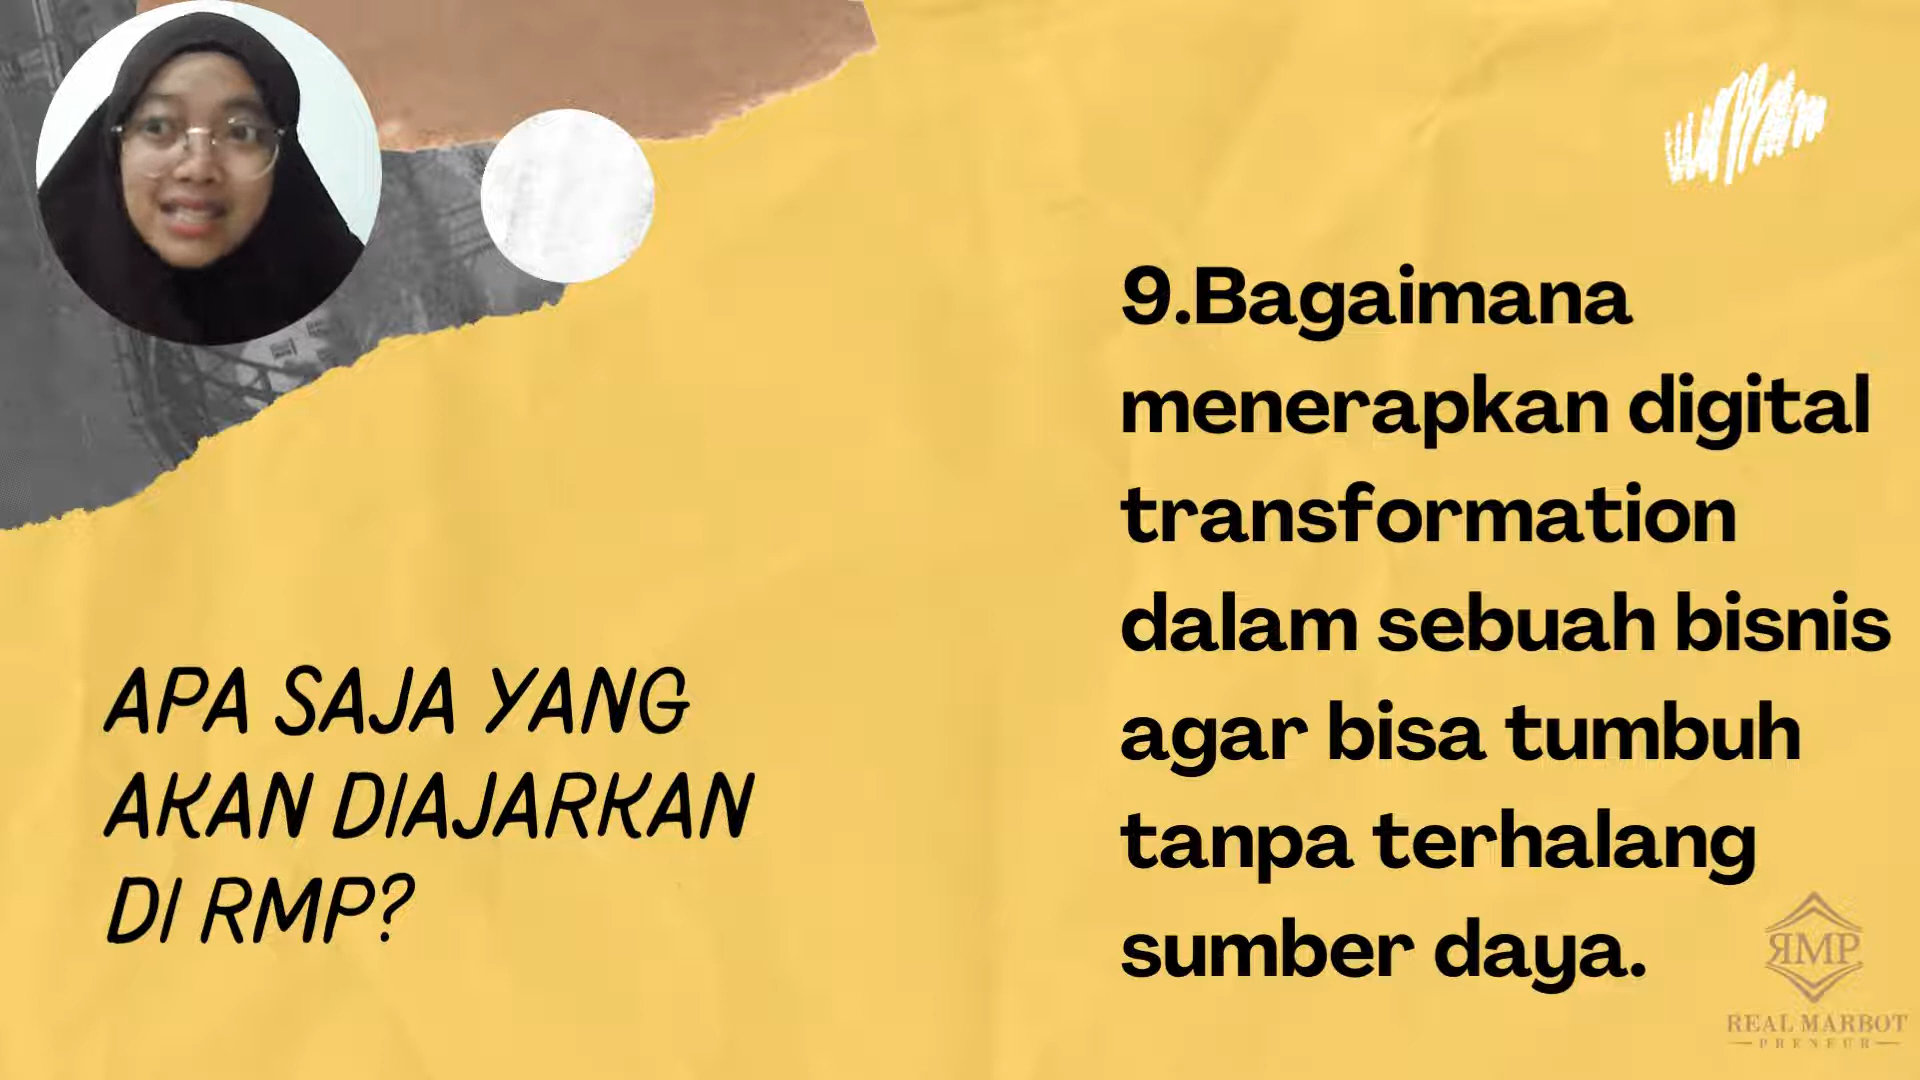 APA SAJA YANG
AKAN DIAJARKAN
DI RMP?
9.Bagaimana
menerapkan digital
transformation
dalam sebuah bisnis
agar bisa tumbuh
tanpa terhalang
sumber daya.
RMP
REAL MARBOT
PRENEUR